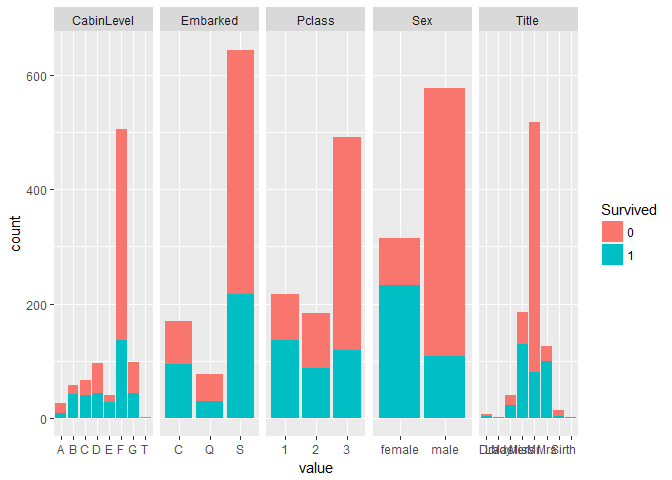 CabinLevel Embarked Pclass Sex Title
600
400
200
0
count
A B C D E F G T C Q S 1 2 3 female male
value
Survived
0
1